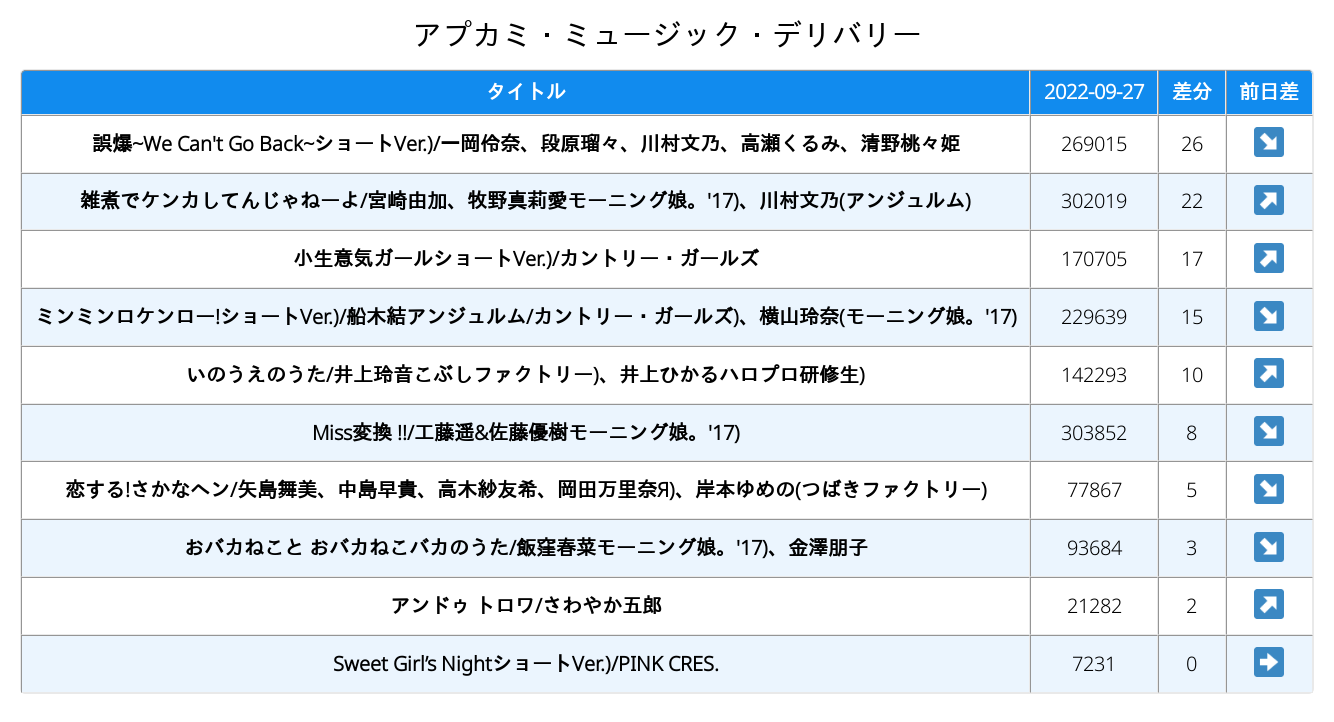 アプカミ・ミュージック・デリバリー
タイトル 2022-09-27 差分 前日差
誤爆~We Can't Go Back~ショートVer.)/一岡伶奈、段原瑠々、川村文乃、高瀬くるみ、清野桃々姫 269015 26 ↘
雑煮でケンカしてんじゃねーよ/宮崎由加、牧野真莉愛モーニング娘。'17)、川村文乃(アンジュルム) 302019 22 ↗
小生意気ガールショートVer.)/カントリー・ガールズ 170705 17 ↗
ミンミンロケンロー!ショートVer.)/船木結アンジュルム/カントリー・ガールズ)、横山玲奈(モーニング娘。'17) 229639 15 ↘
いのうえのうた/井上玲音こぶしファクトリー)、井上ひかるハロプロ研修生) 142293 10 ↗
Miss変換 !!/工藤遥&佐藤優樹モーニング娘。'17) 303852 8 ↘
恋する!さかなヘン/矢島舞美、中島早貴、高木紗友希、岡田万里奈Я)、岸本ゆめの(つばきファクトリー) 77867 5 ↘
おバカねこと おバカねこバカのうた/飯窪春菜モーニング娘。'17)、金澤朋子 93684 3 ↘
アンドゥ トロワ/さわやか五郎 21282 2 ↗
Sweet Girl’s NightショートVer.)/PINK CRES. 7231 0 ➡